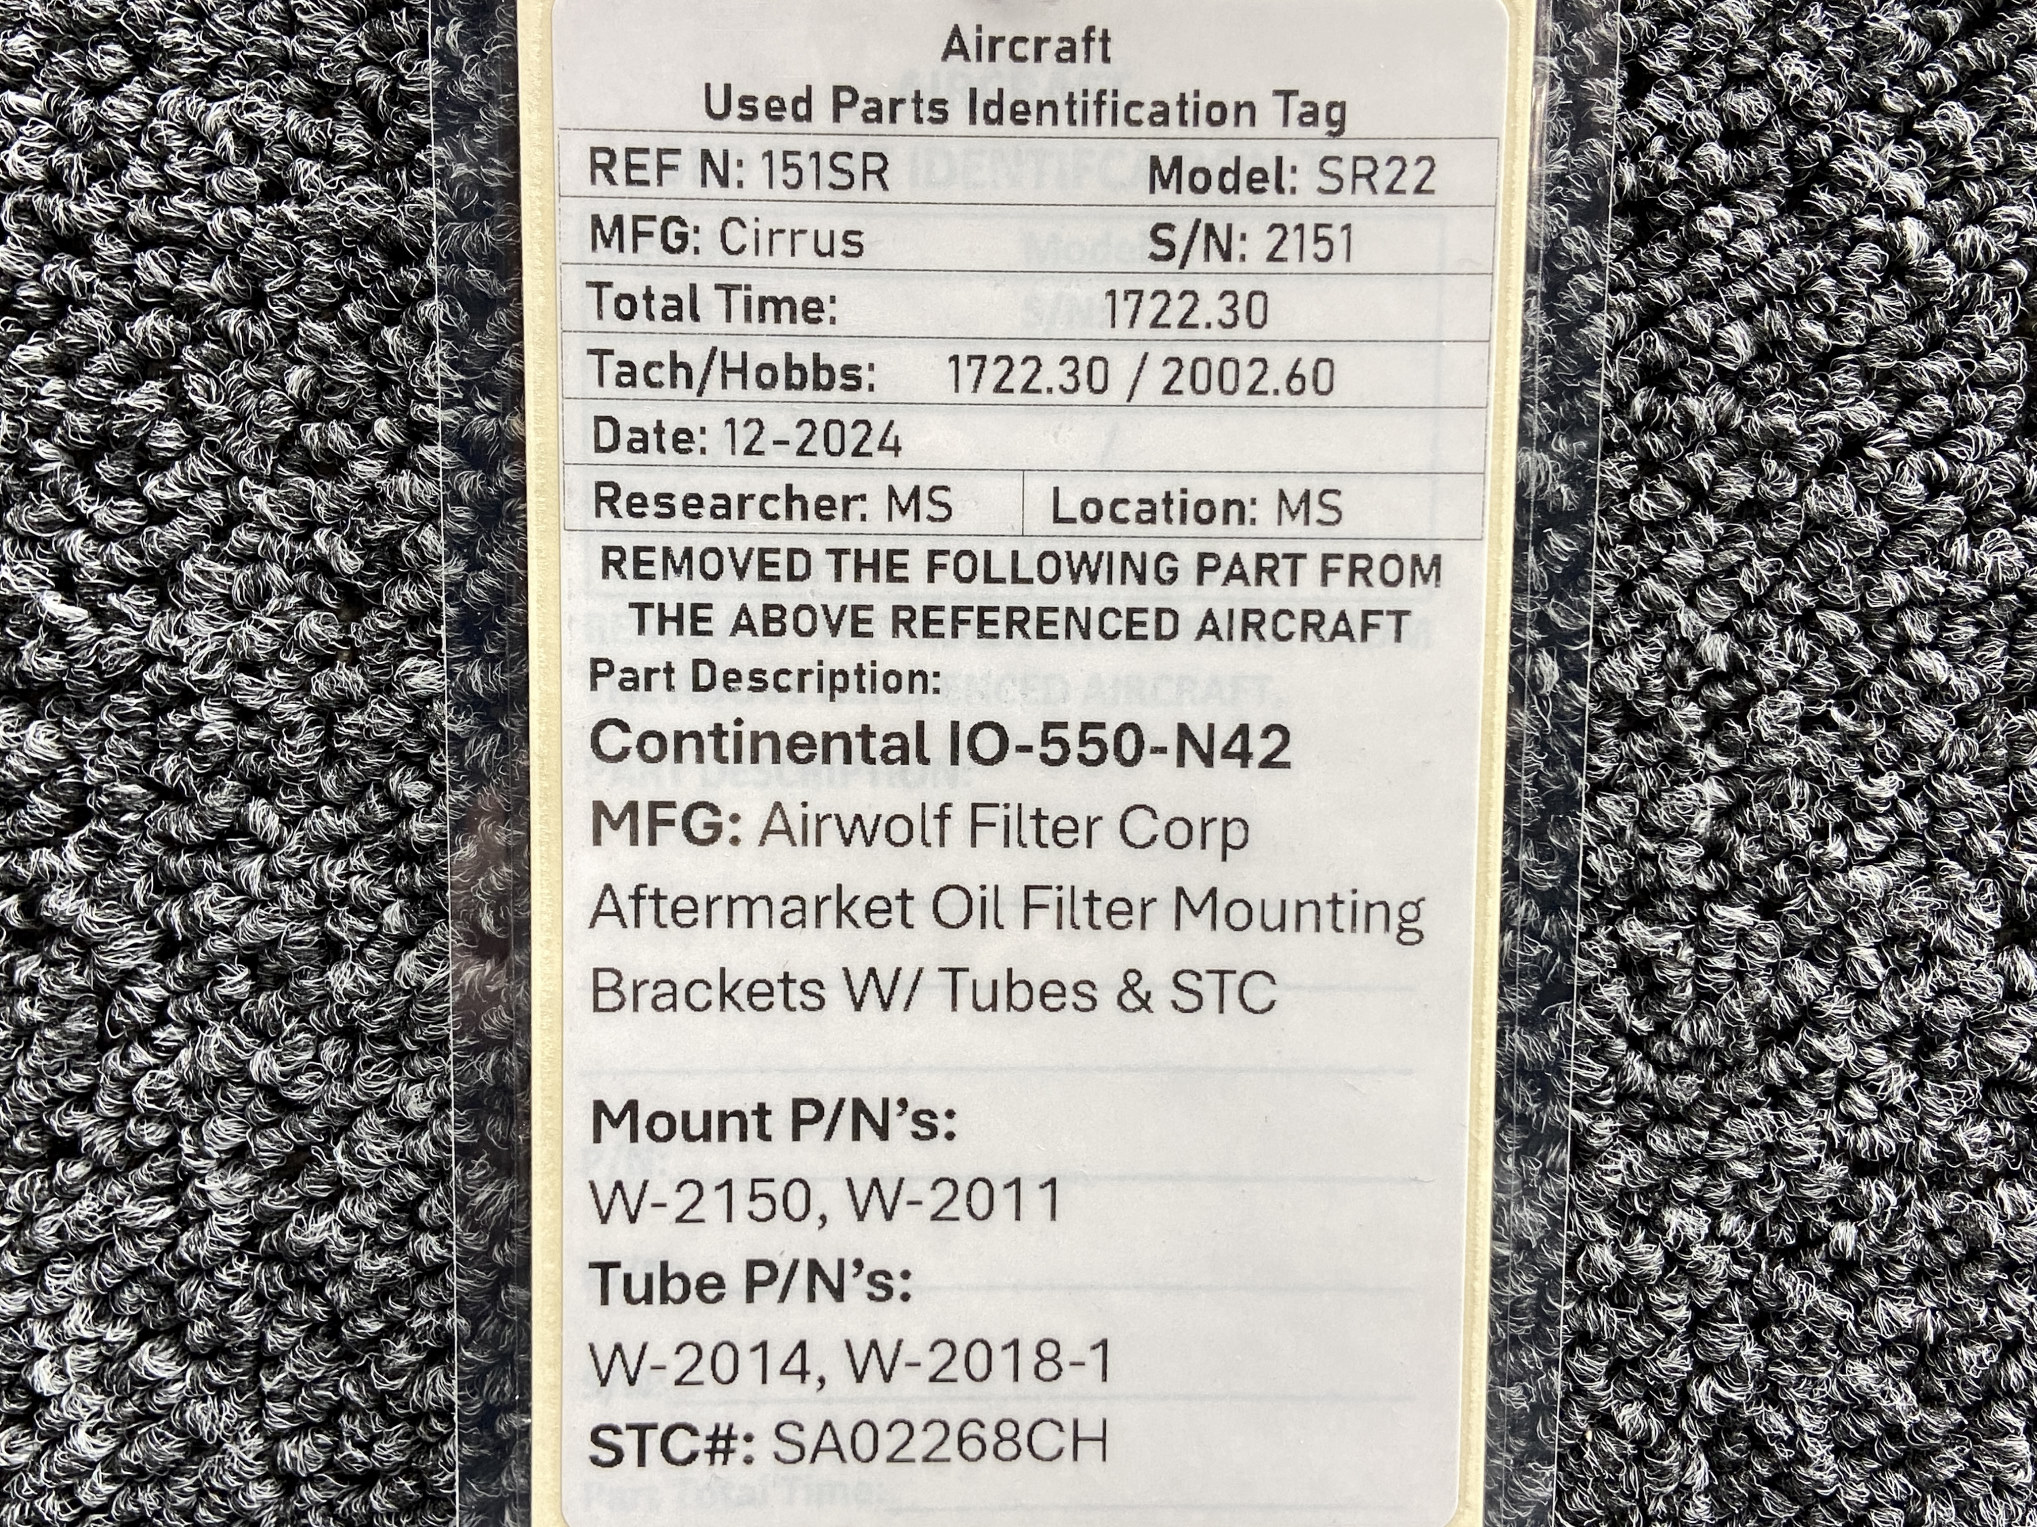 Aircraft
Used Parts Identification Tag
REF N: 151SR Model: SR22
MFG: Cirrus S/N: 2151
Total Time: 1722.30
Tach/Hobbs: 1722.30 / 2002.60
Date: 12-2024
Researcher: MS Location: MS
REMOVED THE FOLLOWING PART FROM
THE ABOVE REFERENCED AIRCRAFT
Part Description:
Continental IO-550-N42
MFG: Airwolf Filter Corp
Aftermarket Oil Filter Mounting
Brackets W/ Tubes & STC
Mount P/N's:
W-2150, W-2011
Tube P/N's:
W-2014, W-2018-1
STC#: SA02268CH